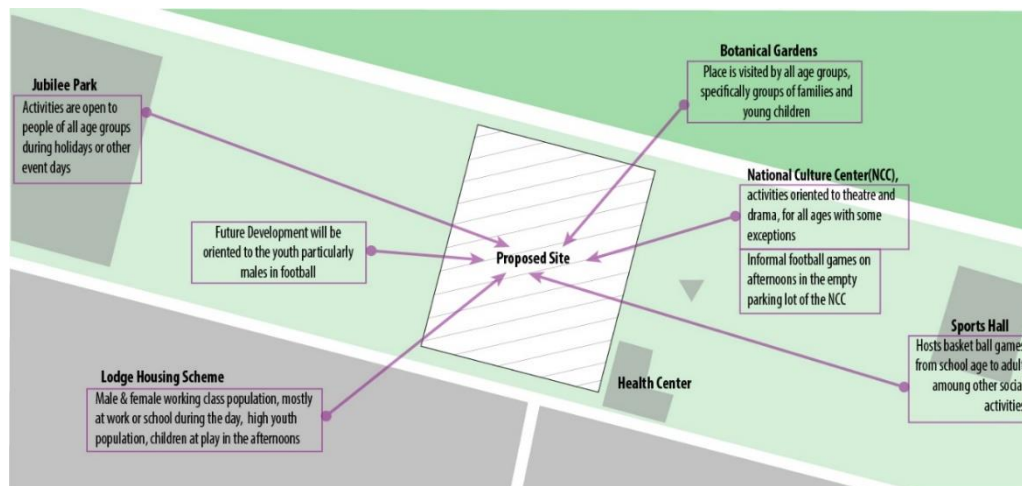 Botanical Gardens
Place is visited by all age groups,
specifically groups of families and
young children
Jubilee Park
Activities are open to
people of all age groups
during holidays or other
event days
National Culture Center(NCC),
activities oriented to theatre and
drama, for all ages with some
exceptions
Informal football games on
afternoons in the empty
parking lot of the NCC
Future Development will be
oriented to the youth particularly
males in football
Proposed Site
Sports Hall
Hosts basket ball games
from school age to adult
amoung other social
activities
Health Center
Lodge Housing Scheme
Male & female working class population, mostly
at work or school during the day, high youth
population, children at play in the afternoons